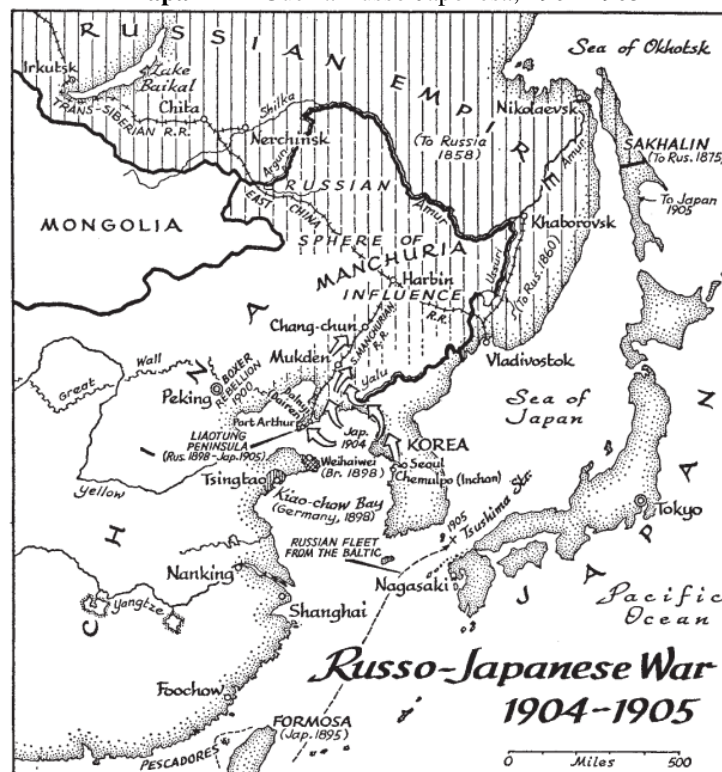 RUSSIAN EMPIRE
Sea of Okhotsk
Irkutsk
Lake
Baikal
TRANS-SIBERIAN R.R.
Chita
Shilka
Nerchinsk
Argun
Nikolaevsk
(To Russia
1858)
SAKHALIN
(To Rus. 1875)
To Japan
1905
Amur
Amur
Khaborovsk
MONGOLIA
RUSSIAN
SPHERE OF
INFLUENCE
EAST CHINA
R.R.
MANCHURIA
Harbin
Ussuri
(To Rus. 1860)
Chang-chun
S. MANCHURIAN
R.R.
Mukden
Vladivostok
Yalu
Great Wall
BOXER
REBELLION
1900
Peking
Dalny
(Dairen)
Port Arthur
LIAOTUNG
PENINSULA
(Rus. 1898-Jap. 1905)
Jap.
1904
KOREA
Seoul
Chemulpo (Inchon)
Sea of
Japan
Weihaiwei
(Br. 1898)
Tsingtao
Kiao-chow Bay
(Germany, 1898)
Yellow
CHINA
RUSSIAN FLEET
FROM THE BALTIC
1905
Tsushima Str.
Tokyo
JAPAN
Nagasaki
Nanking
Yangtze
Shanghai
Pacific
Ocean
Foochow
FORMOSA
(Jap. 1895)
PESCADORES
Russo-Japanese War
1904-1905
0 Miles 500